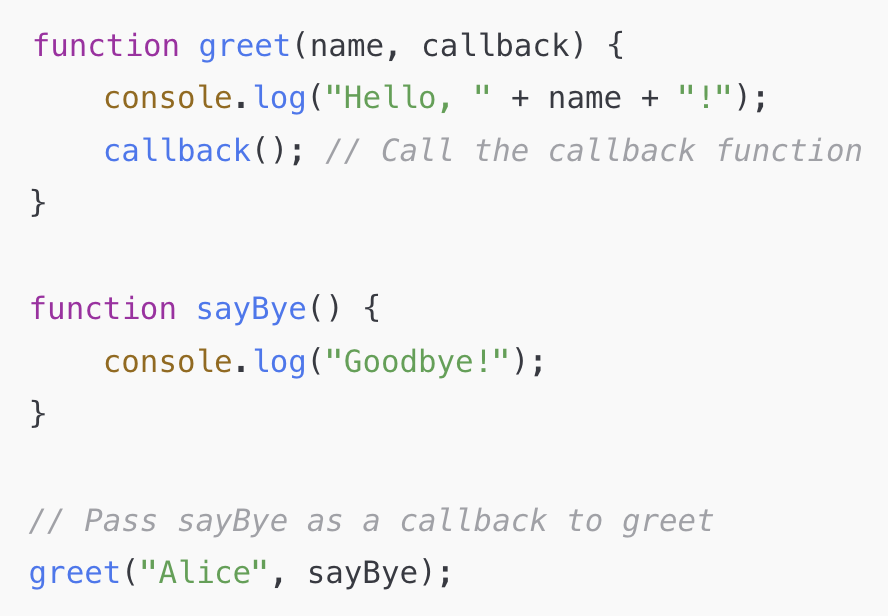 function greet(name, callback) {
    console.log("Hello, " + name + "!");
    callback(); // Call the callback function
}

function sayBye() {
    console.log("Goodbye!");
}

// Pass sayBye as a callback to greet
greet("Alice", sayBye);